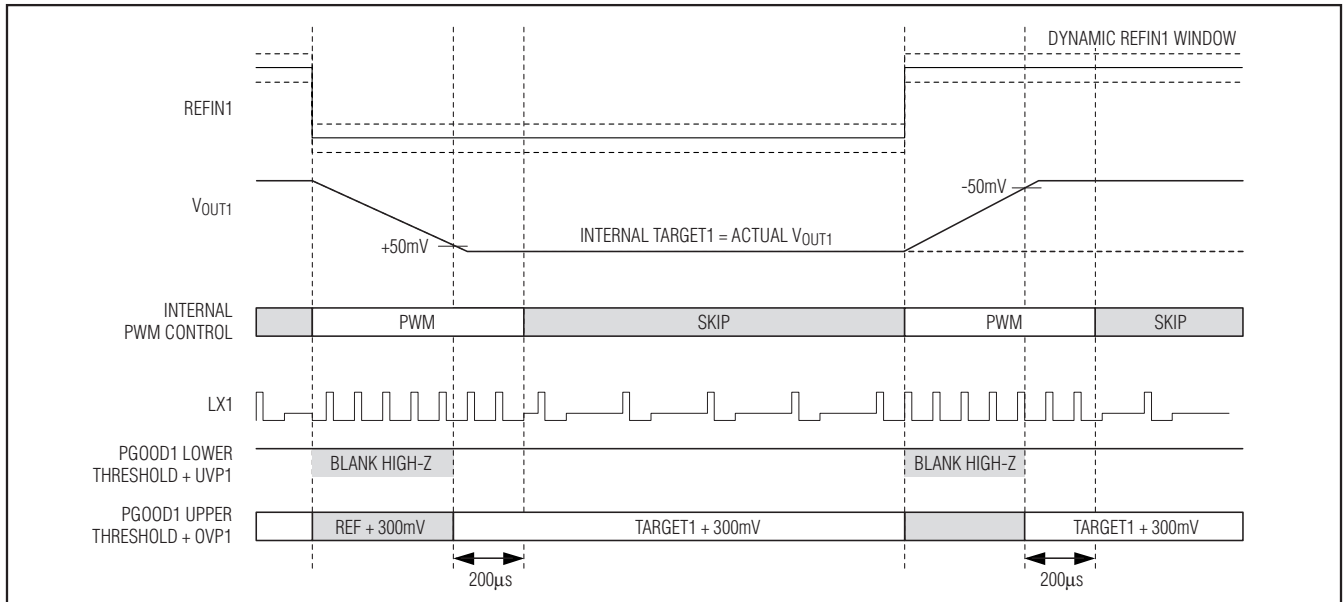 DYNAMIC REFIN1 WINDOW
REFIN1
VOUT1
-50mV
+50mV
INTERNAL TARGET1 = ACTUAL VOUT1
INTERNAL
PWM CONTROL
PWM
SKIP
PWM
SKIP
LX1
PGOOD1 LOWER
THRESHOLD + UVP1
BLANK HIGH-Z
BLANK HIGH-Z
PGOOD1 UPPER
THRESHOLD + OVP1
REF + 300mV
TARGET1 + 300mV
TARGET1 + 300mV
200µs
200µs